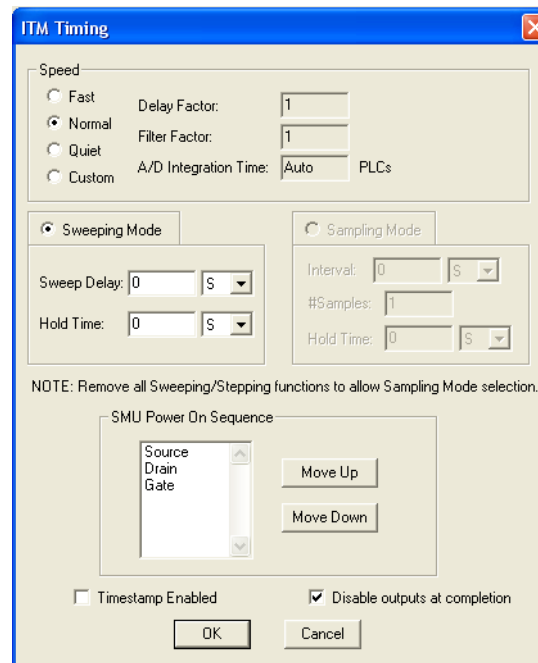 ITM Timing
Speed
Fast
Normal
Quiet
Custom
Delay Factor: 1
Filter Factor: 1
A/D Integration Time: Auto PLCs
Sweeping Mode
Sweep Delay: 0 S
Hold Time: 0 S
Sampling Mode
Interval: 0 S
#Samples: 1
Hold Time: 0 S
NOTE: Remove all Sweeping/Stepping functions to allow Sampling Mode selection.
SMU Power On Sequence
Source
Drain
Gate
Move Up
Move Down
Timestamp Enabled
Disable outputs at completion
OK
Cancel